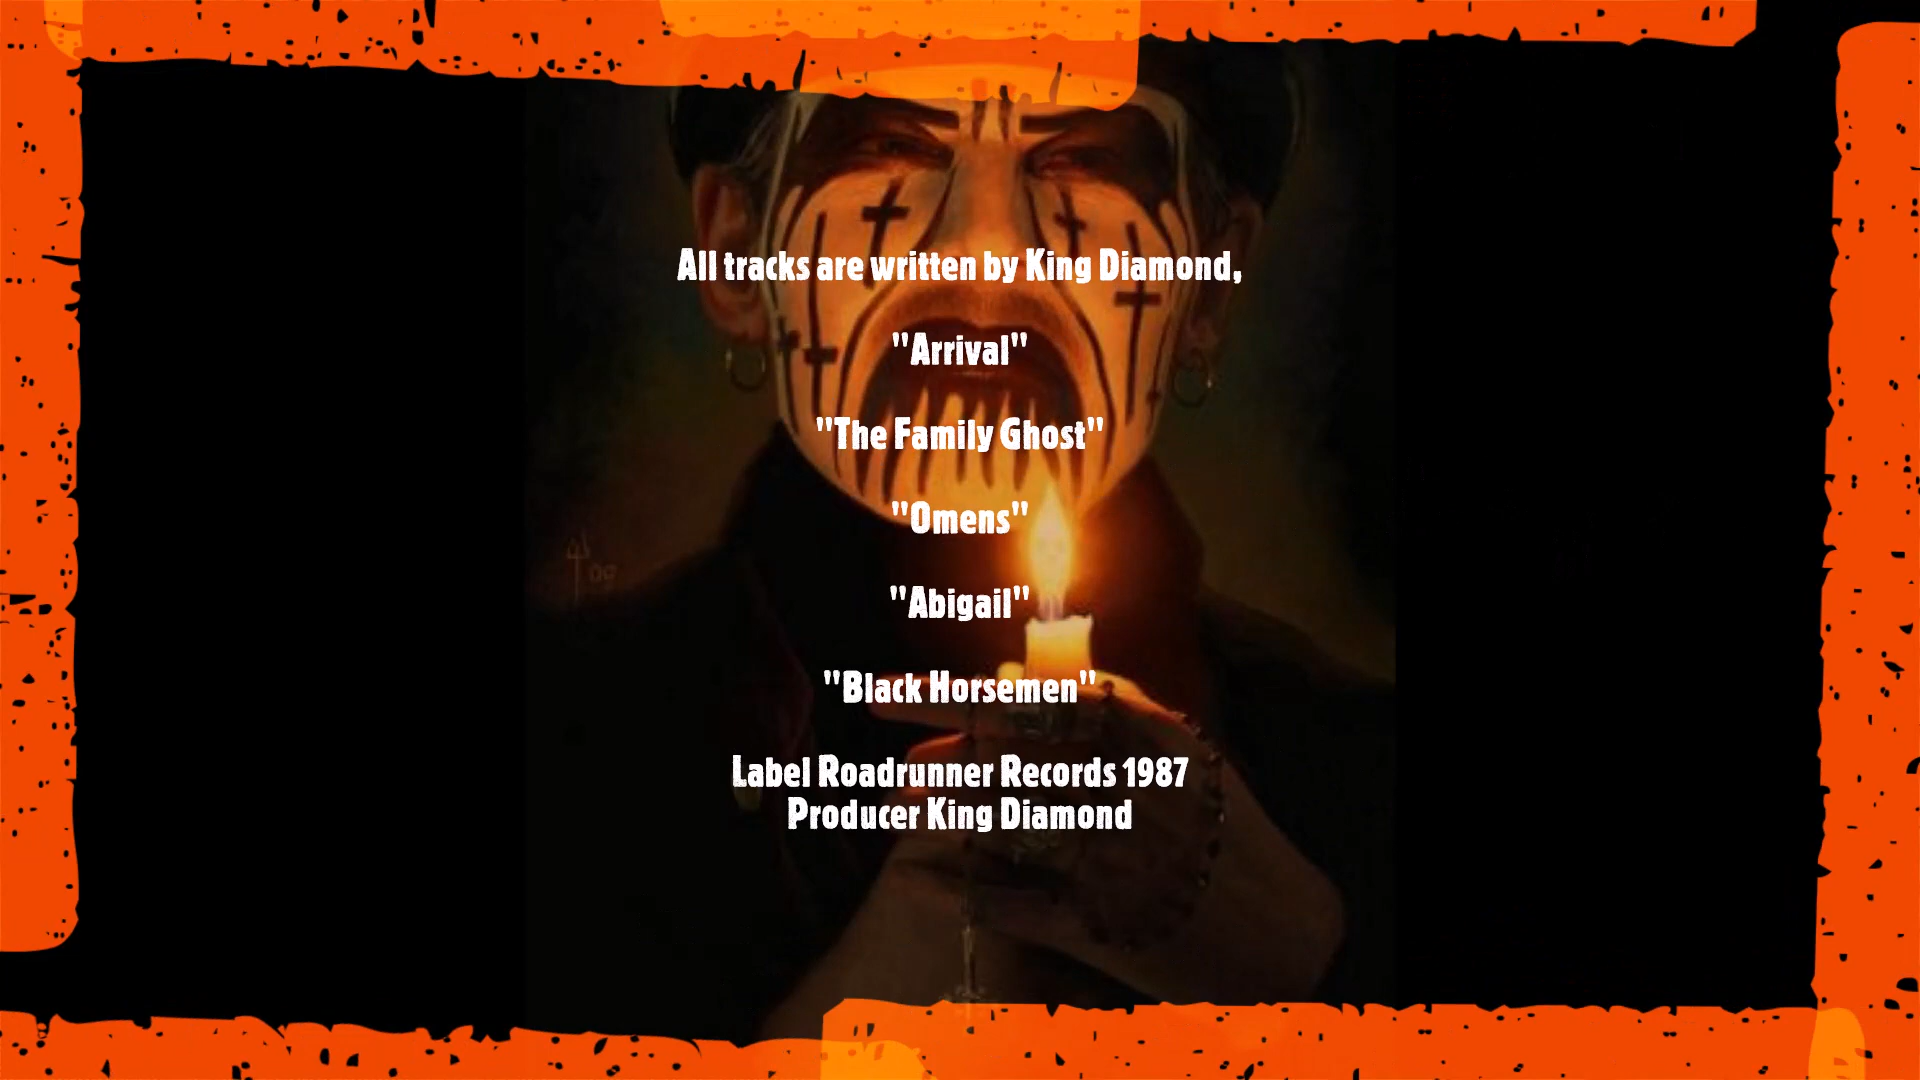 All tracks are written by King Diamond,
"Arrival"
"The Family Ghost"
"Omens"
"Abigail"
"Black Horsemen"
Label Roadrunner Records 1987
Producer King Diamond